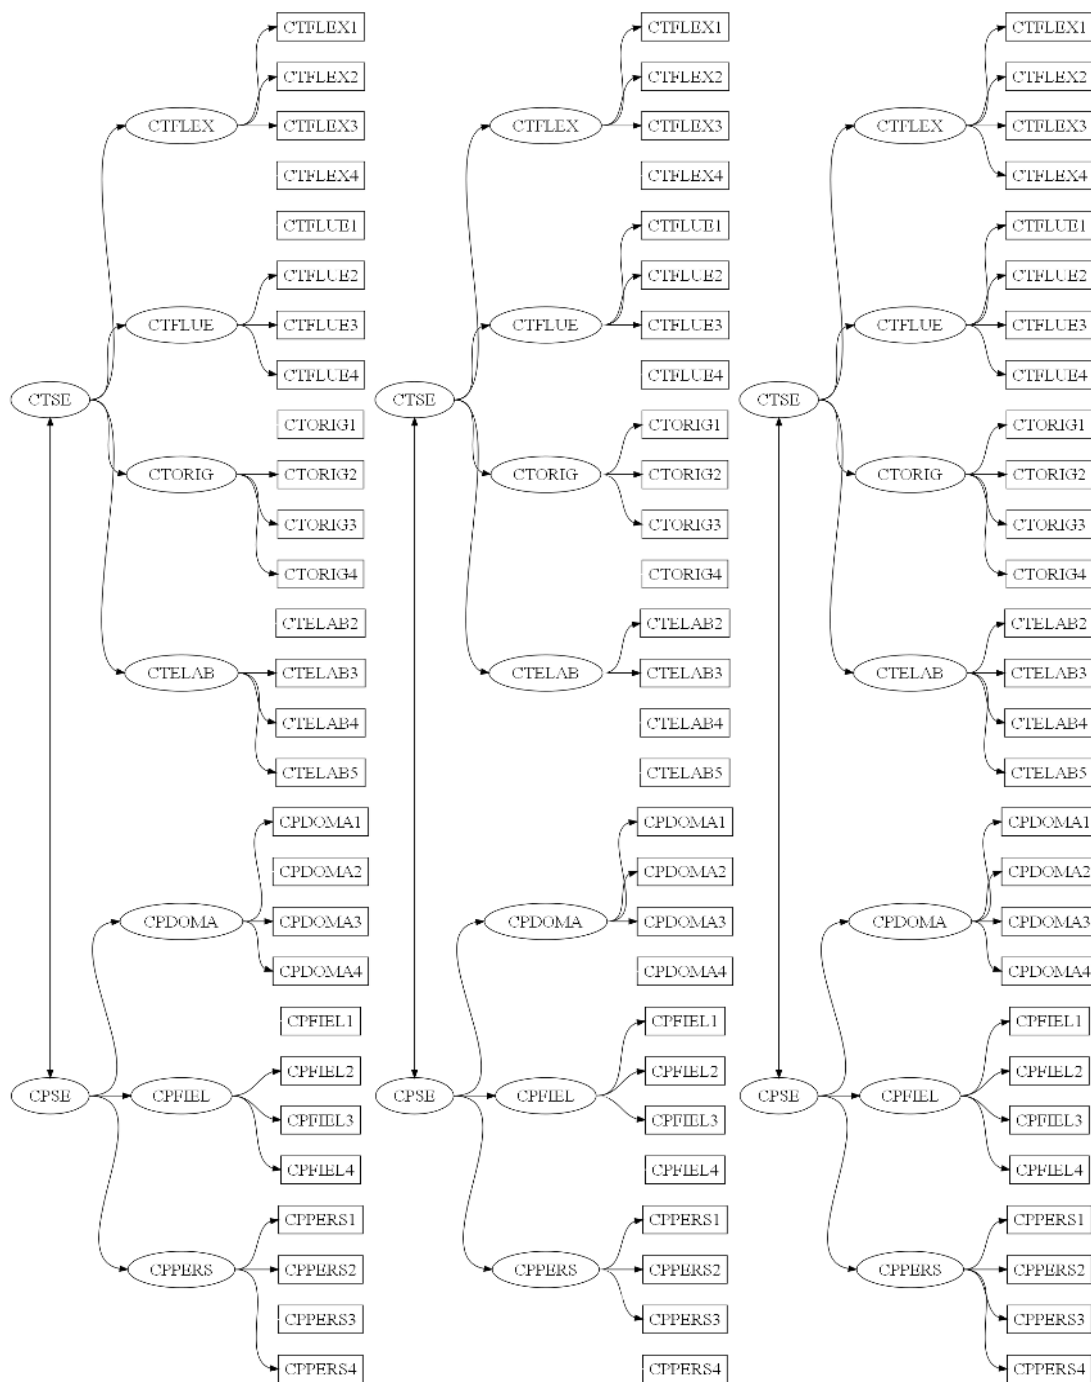 CTFLEX1 CTFLEX1 CTFLEX1
CTFLEX2 CTFLEX2 CTFLEX2
CTFLEX CTFLEX3 CTFLEX CTFLEX3 CTFLEX CTFLEX3
CTFLEX4 CTFLEX4 CTFLEX4
CTFLUE1 CTFLUE1 CTFLUE1
CTFLUE2 CTFLUE2 CTFLUE2
CTFLUE CTFLUE3 CTFLUE CTFLUE3 CTFLUE CTFLUE3
CTFLUE4 CTFLUE4 CTFLUE4
CTSE CTSE CTSE
CTORIG1 CTORIG1 CTORIG1
CTORIG CTORIG2 CTORIG CTORIG2 CTORIG CTORIG2
CTORIG3 CTORIG3 CTORIG3
CTORIG4 CTORIG4 CTORIG4
CTELAB2 CTELAB2 CTELAB2
CTELAB CTELAB3 CTELAB CTELAB3 CTELAB CTELAB3
CTELAB4 CTELAB4 CTELAB4
CTELAB5 CTELAB5 CTELAB5
CPDOMA1 CPDOMA1 CPDOMA1
CPDOMA2 CPDOMA2 CPDOMA2
CPDOMA CPDOMA3 CPDOMA CPDOMA3 CPDOMA CPDOMA3
CPDOMA4 CPDOMA4 CPDOMA4
CPFIEL1 CPFIEL1 CPFIEL1
CPFIEL2 CPFIEL2 CPFIEL2
CPSE CPFIEL CPSE CPFIEL CPSE CPFIEL
CPFIEL3 CPFIEL3 CPFIEL3
CPFIEL4 CPFIEL4 CPFIEL4
CPPERS1 CPPERS1 CPPERS1
CPPERS CPPERS2 CPPERS CPPERS2 CPPERS CPPERS2
CPPERS3 CPPERS3 CPPERS3
CPPERS4 CPPERS4 CPPERS4